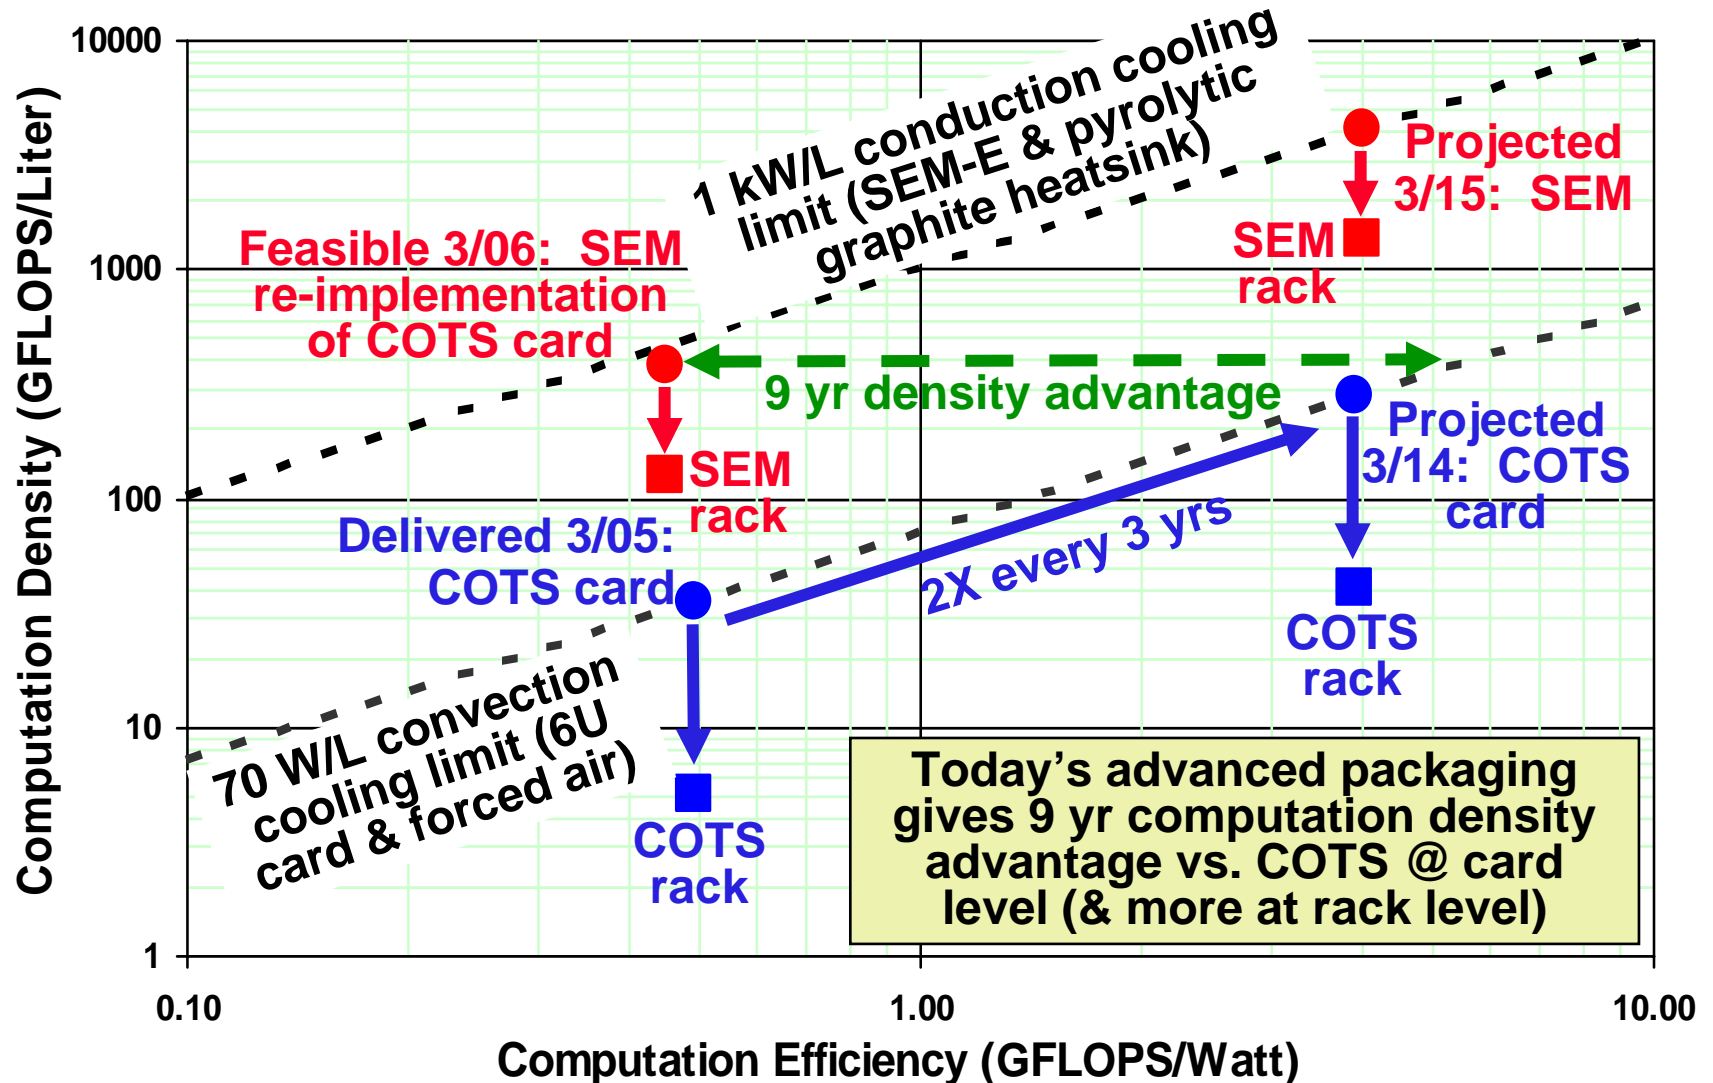 10000
1000
100
10
1
Computation Density (GFLOPS/Liter)
1 kW/L conduction cooling
limit (SEM-E & pyrolytic
graphite heatsink)
Projected
3/15: SEM
SEM
rack
Feasible 3/06: SEM
re-implementation
of COTS card
9 yr density advantage
SEM
rack
Projected
3/14: COTS
card
Delivered 3/05:
COTS card
2X every 3 yrs
COTS
rack
70 W/L convection
cooling limit (6U
card & forced air)
COTS
rack
Today’s advanced packaging
gives 9 yr computation density
advantage vs. COTS @ card
level (& more at rack level)
0.10
1.00
10.00
Computation Efficiency (GFLOPS/Watt)